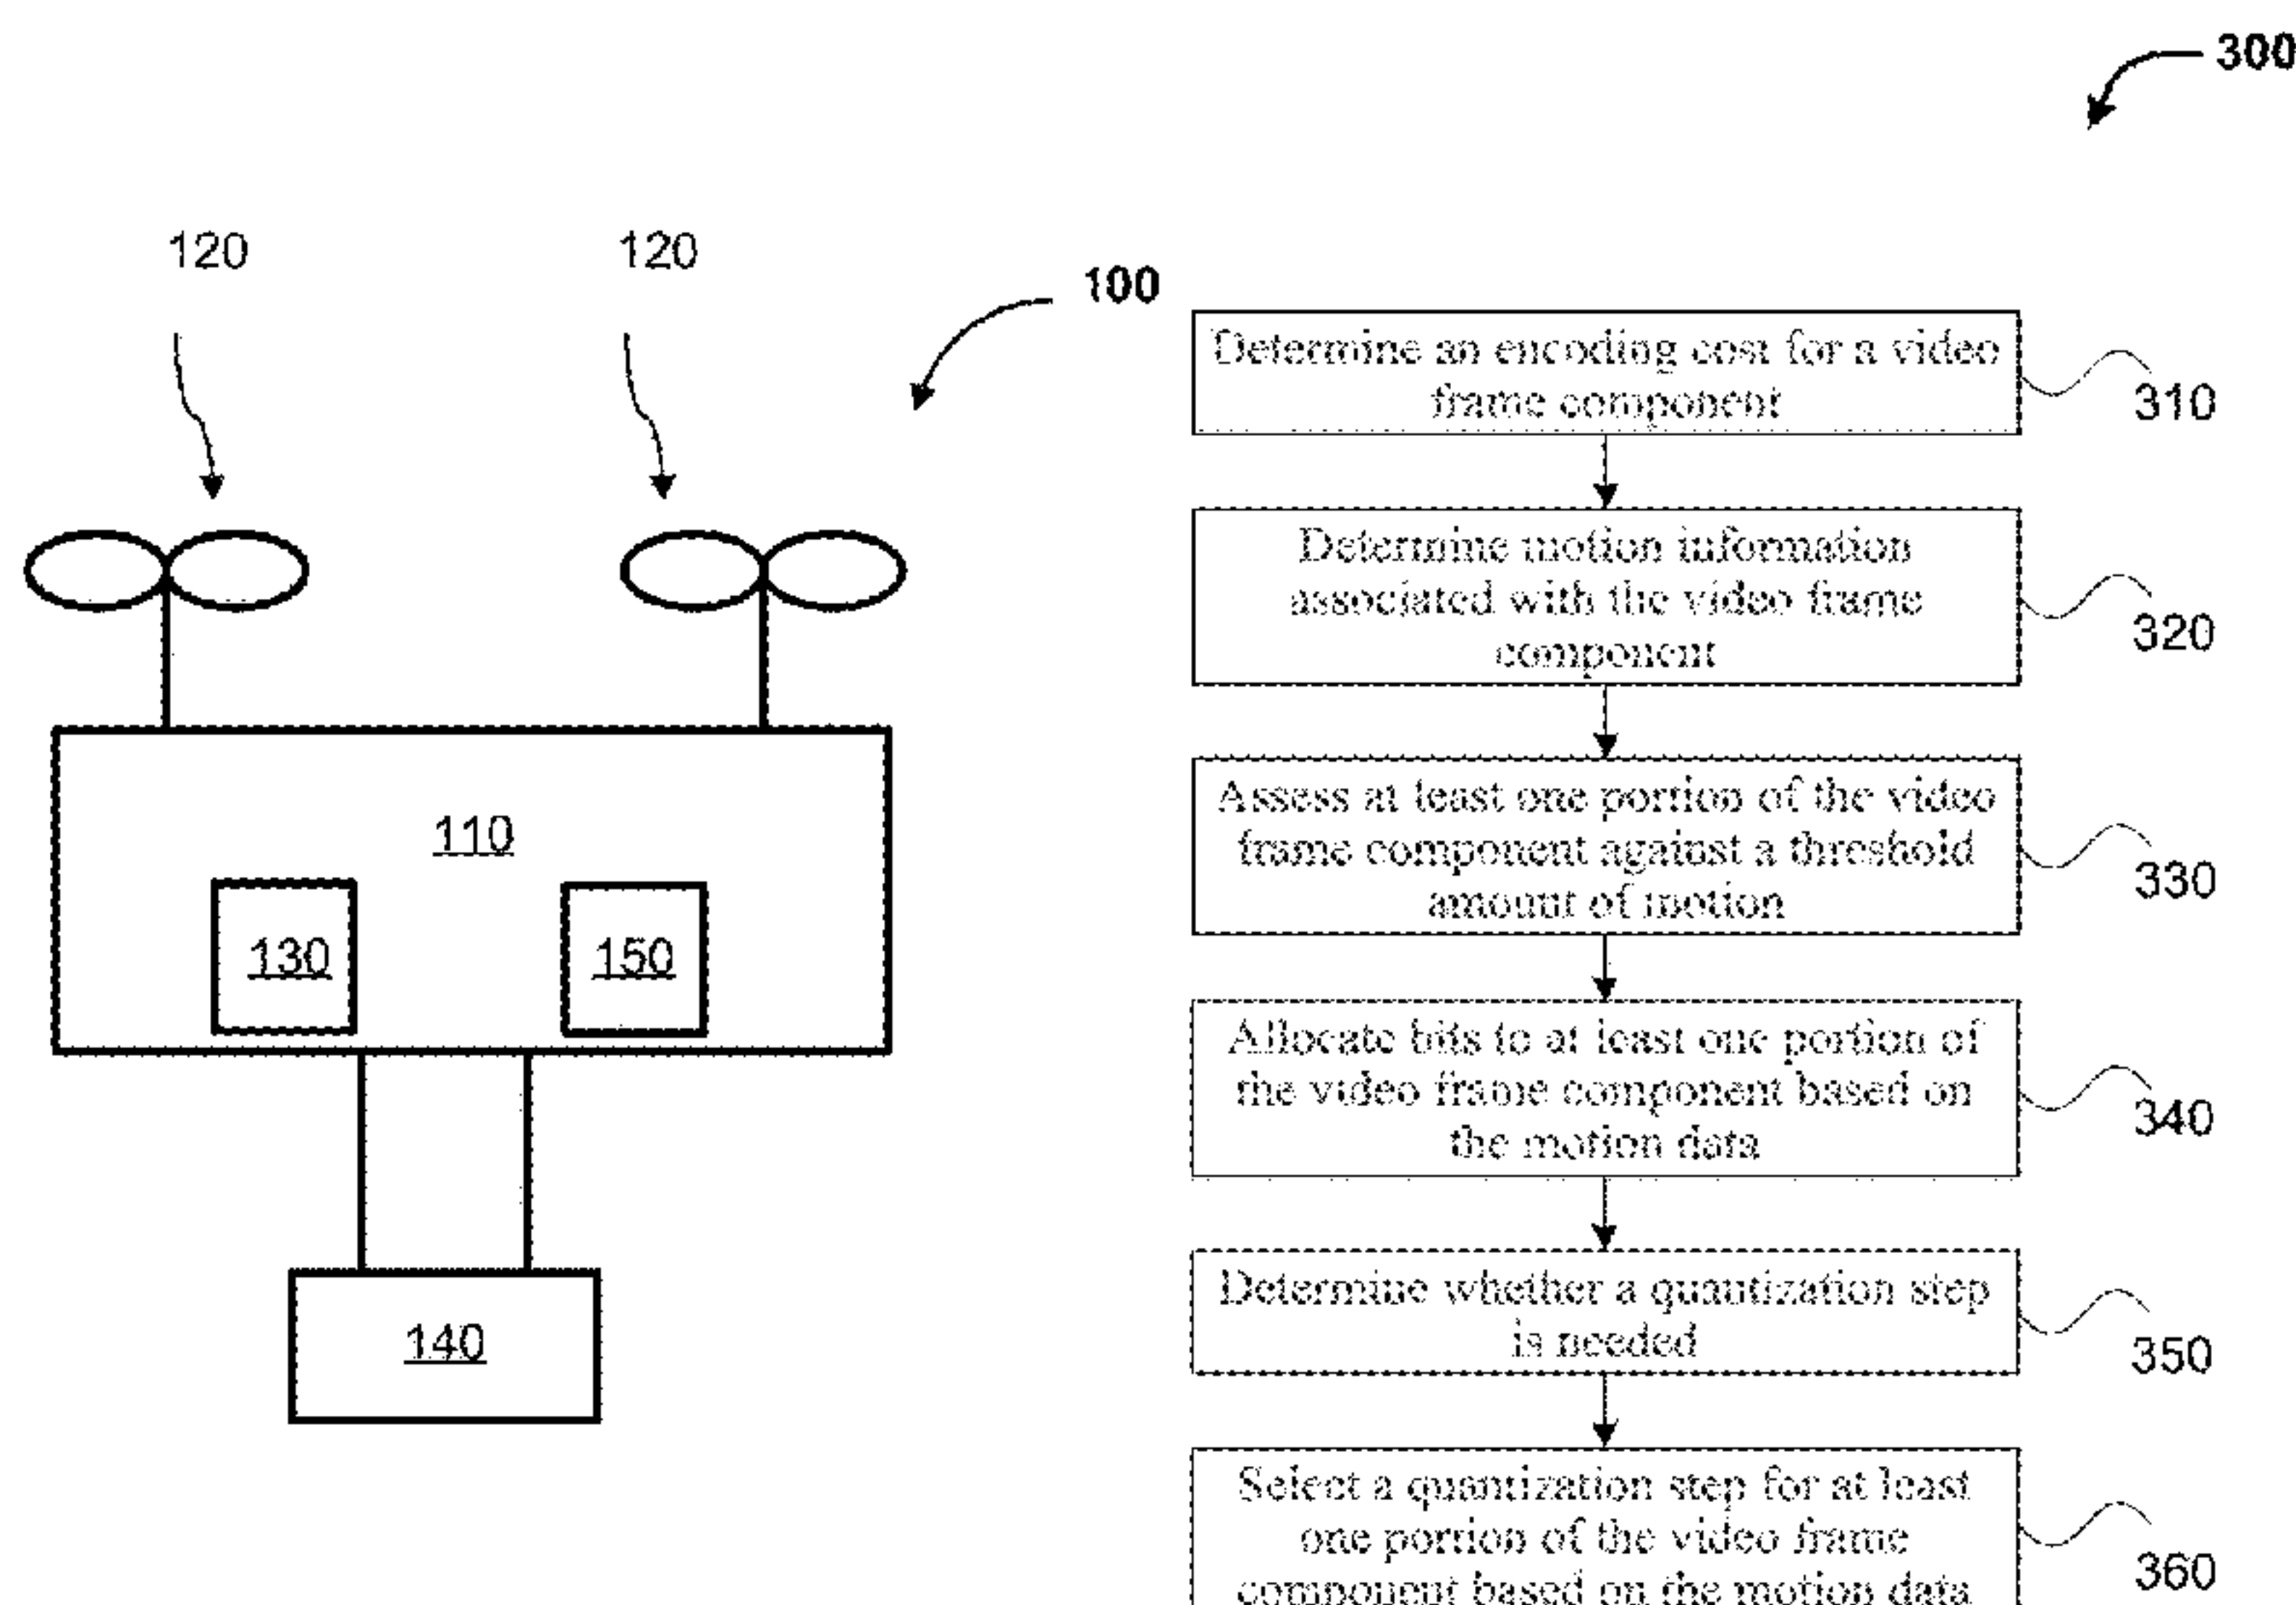 300
120
120
100
110
130
150
140
Determine an encoding cost for a video
frame component
310
Determine motion information
associated with the video frame
component
320
Assess at least one portion of the video
frame component against a threshold
amount of motion
330
Allocate bits to at least one portion of
the video frame component based on
the motion data
340
Determine whether a quantization step
is needed
350
Select a quantization step for at least
one portion of the video frame
component based on the motion data
360